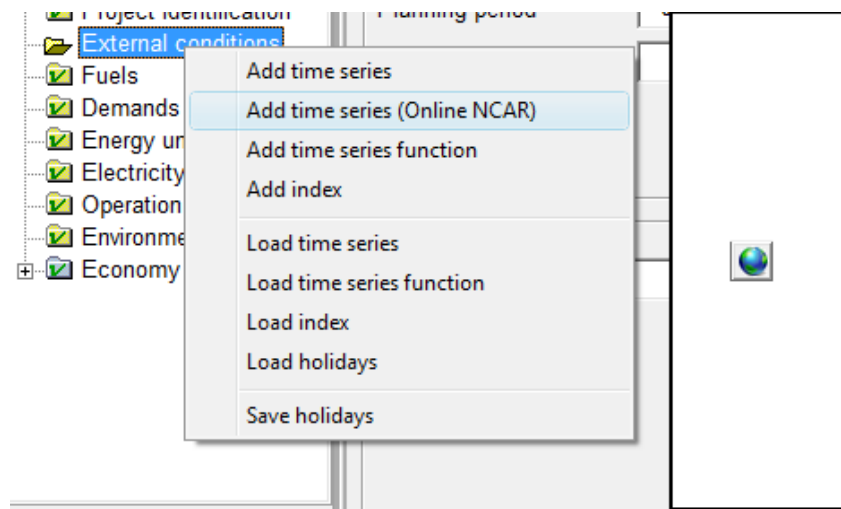 Project Identification
Planning period
External conditions
Fuels
Demands
Energy un
Electricity
Operation
Environme
Economy
Add time series
Add time series (Online NCAR)
Add time series function
Add index
Load time series
Load time series function
Load index
Load holidays
Save holidays